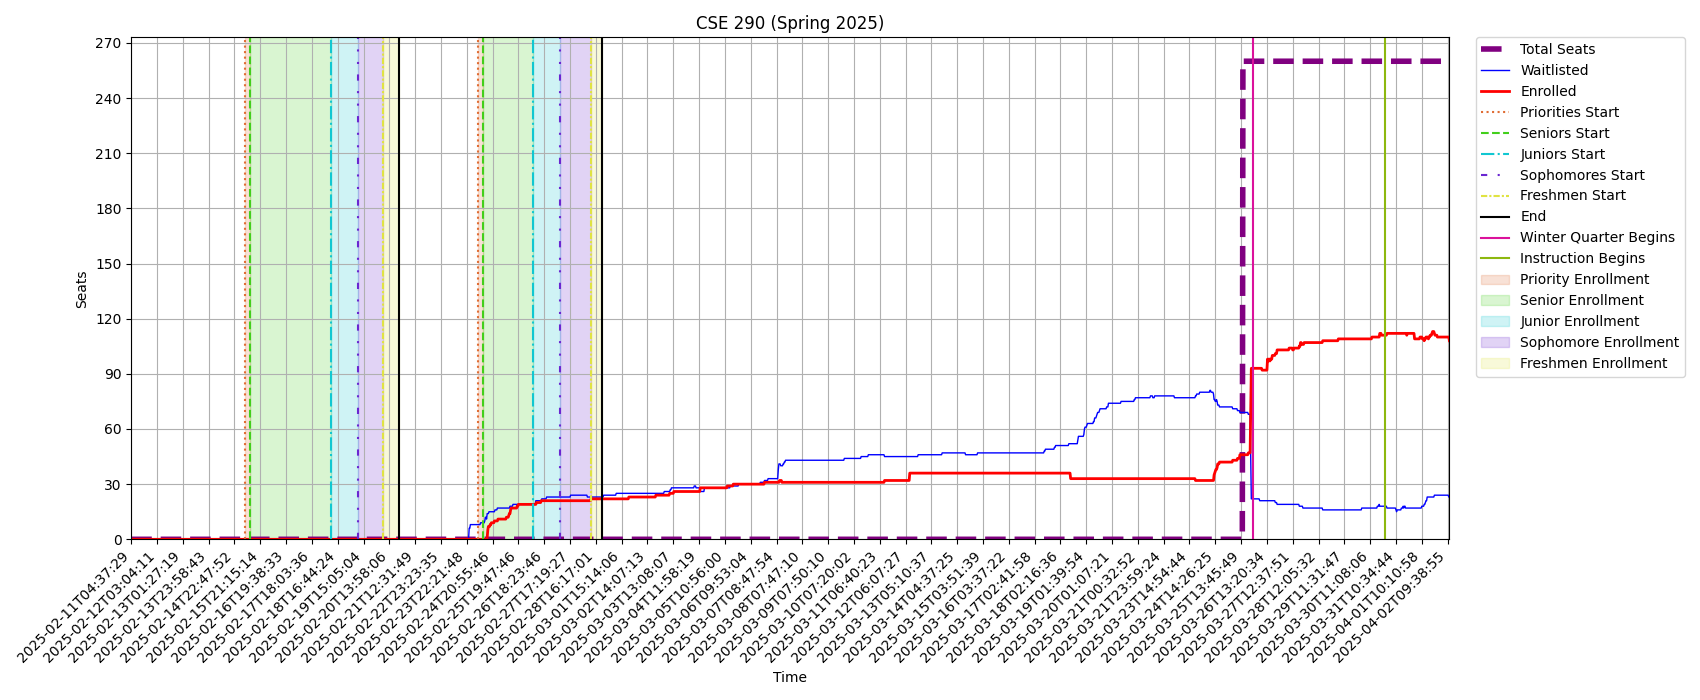 CSE 290 (Spring 2025)
Seats
270
240
210
180
150
120
90
60
30
0
2025-02-11T04:37:29
2025-02-12T03:04:11
2025-02-13T01:27:19
2025-02-13T23:58:43
2025-02-14T22:47:52
2025-02-15T21:15:14
2025-02-16T19:38:33
2025-02-17T18:03:36
2025-02-18T16:44:24
2025-02-19T15:05:04
2025-02-20T13:58:06
2025-02-21T12:31:49
2025-02-22T23:23:35
2025-02-23T22:21:48
2025-02-24T20:55:46
2025-02-25T19:47:46
2025-02-26T18:23:46
2025-02-27T17:19:27
2025-02-28T16:17:01
2025-03-01T15:14:06
2025-03-02T14:07:13
2025-03-03T13:08:07
2025-03-04T11:58:19
2025-03-05T10:56:00
2025-03-06T09:53:04
2025-03-07T08:47:54
2025-03-08T07:47:10
2025-03-09T07:50:10
2025-03-10T07:20:02
2025-03-11T06:40:23
2025-03-12T06:07:27
2025-03-13T05:10:37
2025-03-14T04:37:25
2025-03-15T03:51:39
2025-03-16T03:37:22
2025-03-17T02:41:58
2025-03-18T02:16:36
2025-03-19T01:39:54
2025-03-20T01:07:21
2025-03-21T00:32:52
2025-03-21T23:59:24
2025-03-23T14:54:44
2025-03-24T14:26:25
2025-03-25T13:45:49
2025-03-26T13:20:34
2025-03-27T12:37:51
2025-03-28T12:05:32
2025-03-29T11:31:47
2025-03-30T11:08:06
2025-03-31T10:34:44
2025-04-01T10:10:58
2025-04-02T09:38:55
Time
Total Seats
Waitlisted
Enrolled
Priorities Start
Seniors Start
Juniors Start
Sophomores Start
Freshmen Start
End
Winter Quarter Begins
Instruction Begins
Priority Enrollment
Senior Enrollment
Junior Enrollment
Sophomore Enrollment
Freshmen Enrollment